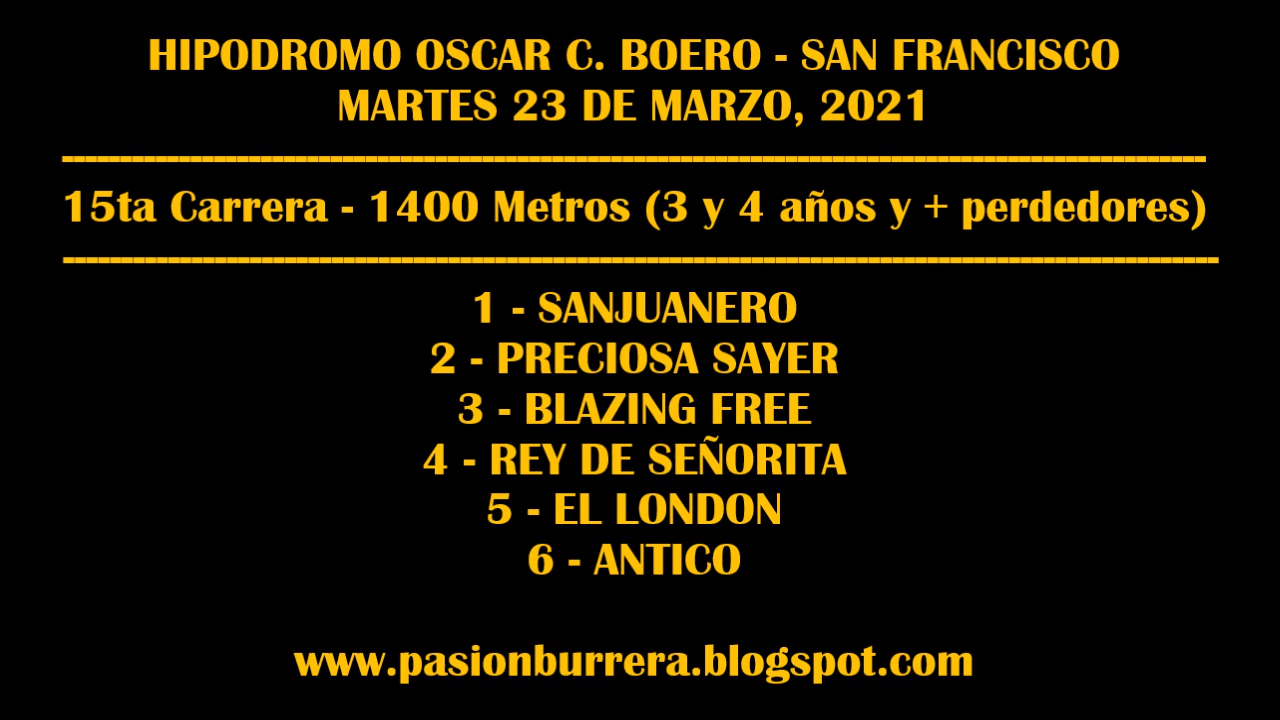 HIPODROMO OSCAR C. BOERO - SAN FRANCISCO
MARTES 23 DE MARZO, 2021
15ta Carrera - 1400 Metros (3 y 4 años y + perdedores)
1 - SANJUANERO
2 - PRECIOSA SAYER
3 - BLAZING FREE
4 - REY DE SEÑORITA
5 - EL LONDON
6 - ANTICO
www.pasionburrera.blogspot.com